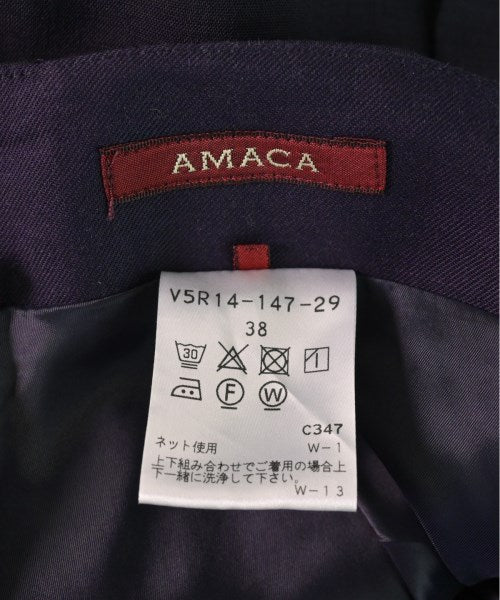 AMACA
V5R14-147-29
38
30
F W
C347
ネット使用 W-1
上下組み合わせでご着用の場合上
下一緒に洗浄して下さい。
W-13